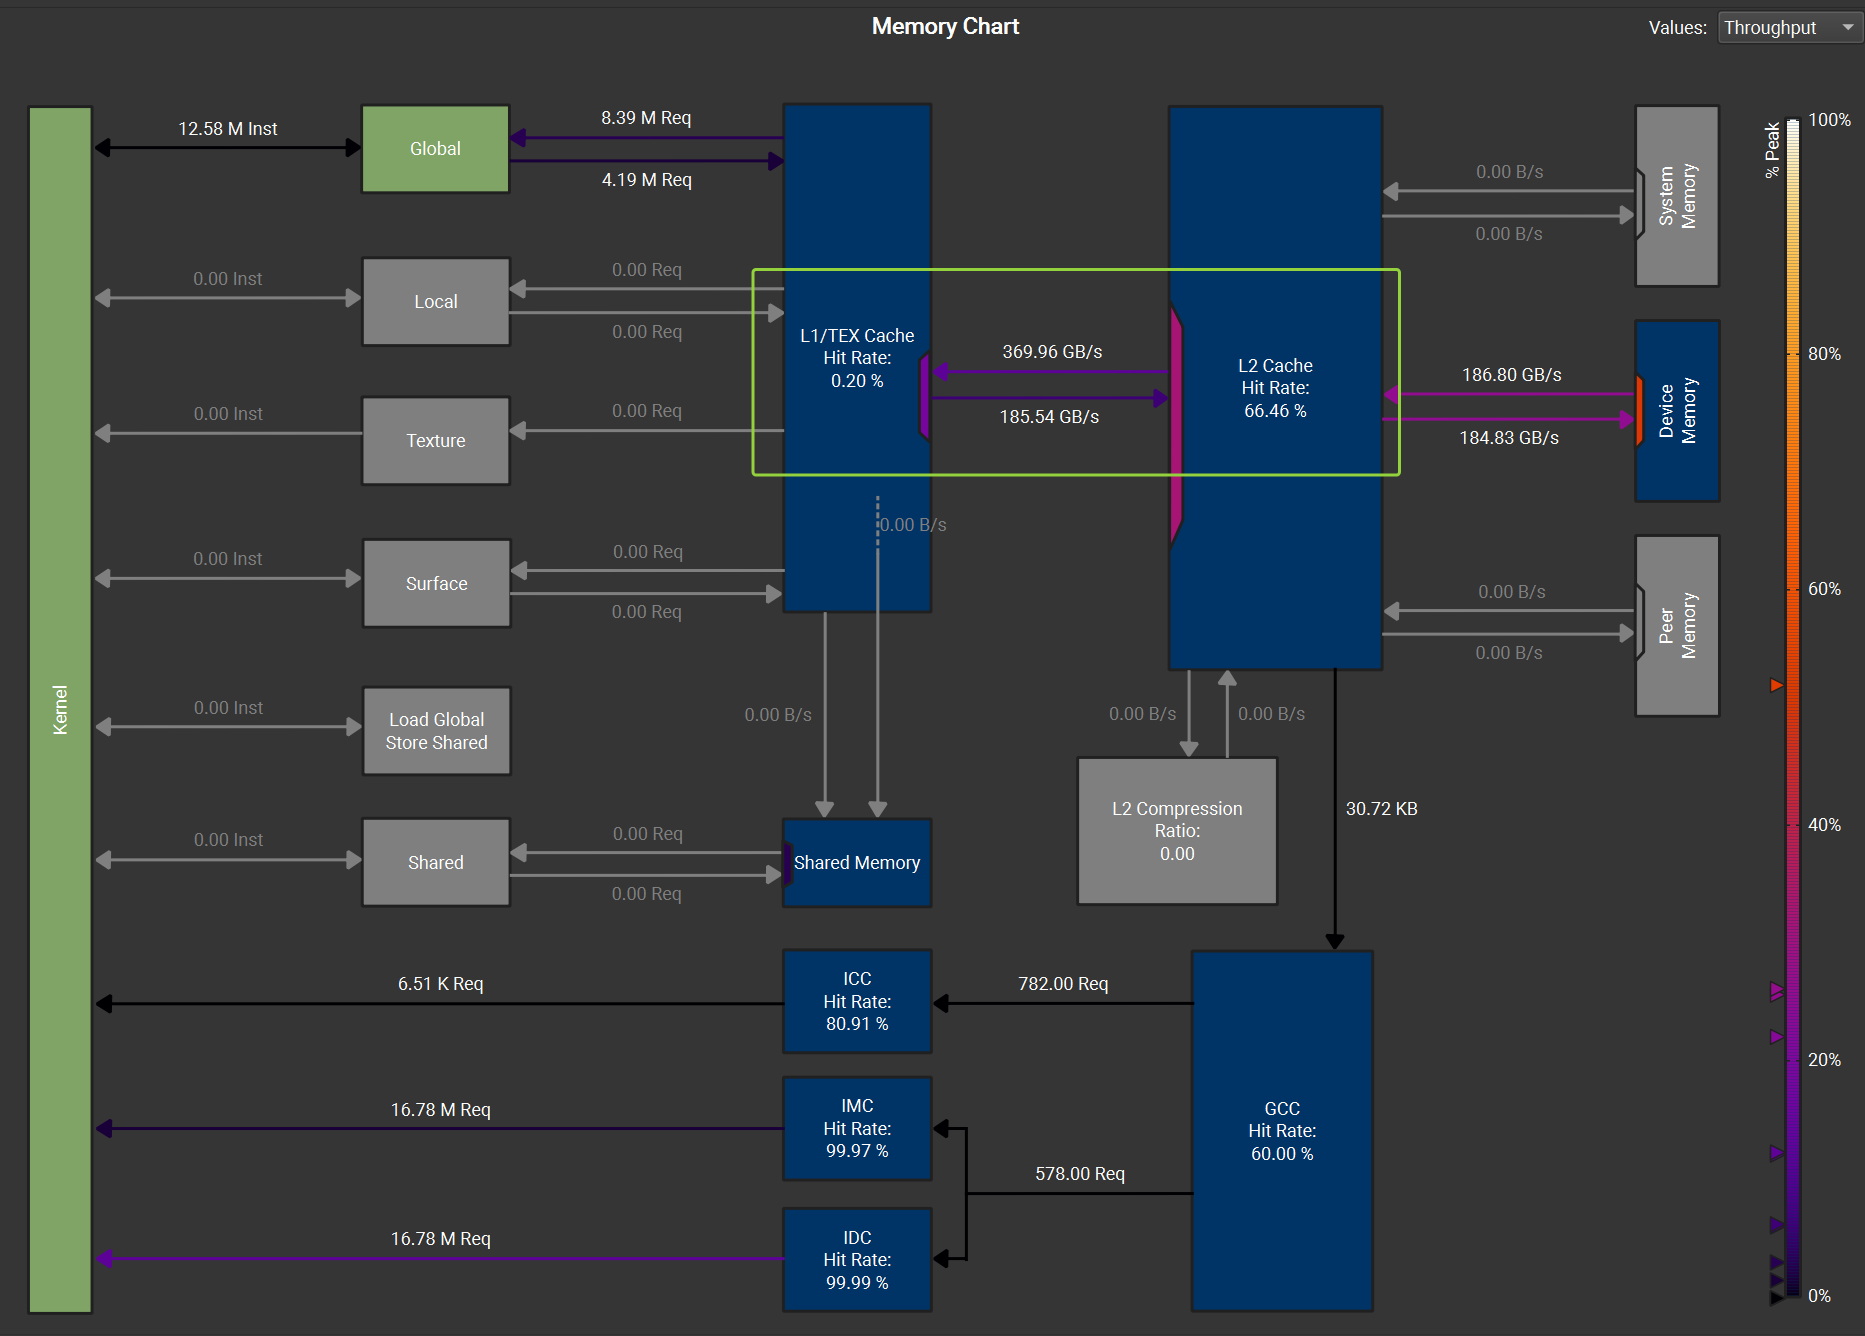 Memory Chart
Values:
Throughput
12.58 M Inst
Global
8.39 M Req
4.19 M Req
0.00 Inst
Local
0.00 Req
0.00 Req
0.00 Inst
Texture
0.00 Req
0.00 Inst
Surface
0.00 Req
0.00 Req
0.00 Inst
Load Global
Store Shared
0.00 Inst
Shared
0.00 Req
0.00 Req
Kernel
L1/TEX Cache
Hit Rate:
0.20 %
369.96 GB/s
185.54 GB/s
L2 Cache
Hit Rate:
66.46 %
0.00 B/s
0.00 B/s
System
Memory
186.80 GB/s
184.83 GB/s
Device
Memory
0.00 B/s
0.00 B/s
Peer
Memory
0.00 B/s
0.00 B/s
Shared Memory
0.00 B/s
0.00 B/s
L2 Compression
Ratio:
0.00
30.72 KB
6.51 K Req
ICC
Hit Rate:
80.91 %
782.00 Req
16.78 M Req
IMC
Hit Rate:
99.97 %
578.00 Req
16.78 M Req
IDC
Hit Rate:
99.99 %
GCC
Hit Rate:
60.00 %
% Peak
100%
80%
60%
40%
20%
0%